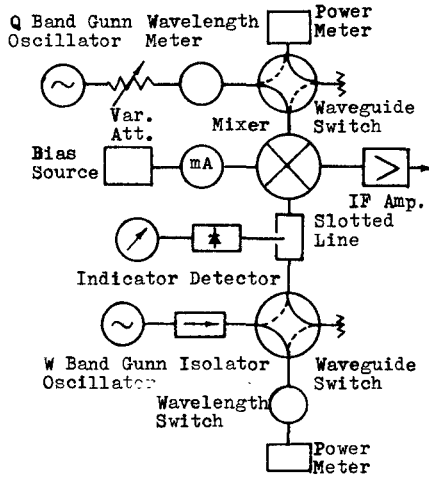 Power
Meter
Q Band Gunn Wavelength
Oscillator Meter
Var.
Att.
Waveguide
Switch
Mixer
Bias
Source
mA
IF Amp.
Slotted
Line
Indicator Detector
W Band Gunn Isolator
Oscillator
Waveguide
Switch
Wavelength
Switch
Power
Meter